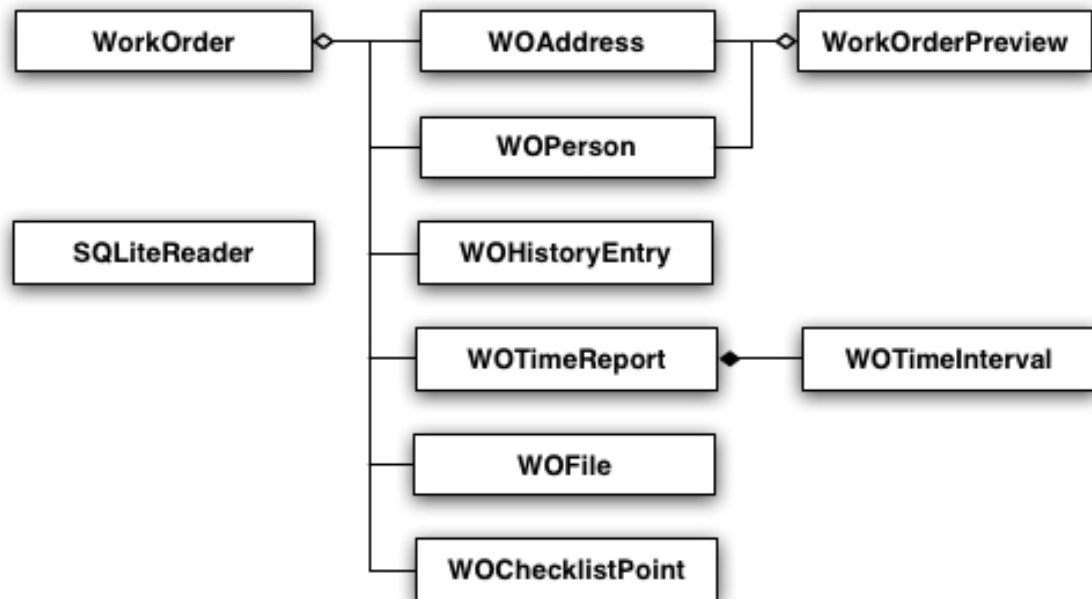 WorkOrder
WOAddress
WorkOrderPreview
WOPerson
SQLiteReader
WOHistoryEntry
WOTimeReport
WOTimeInterval
WOFile
WOChecklistPoint